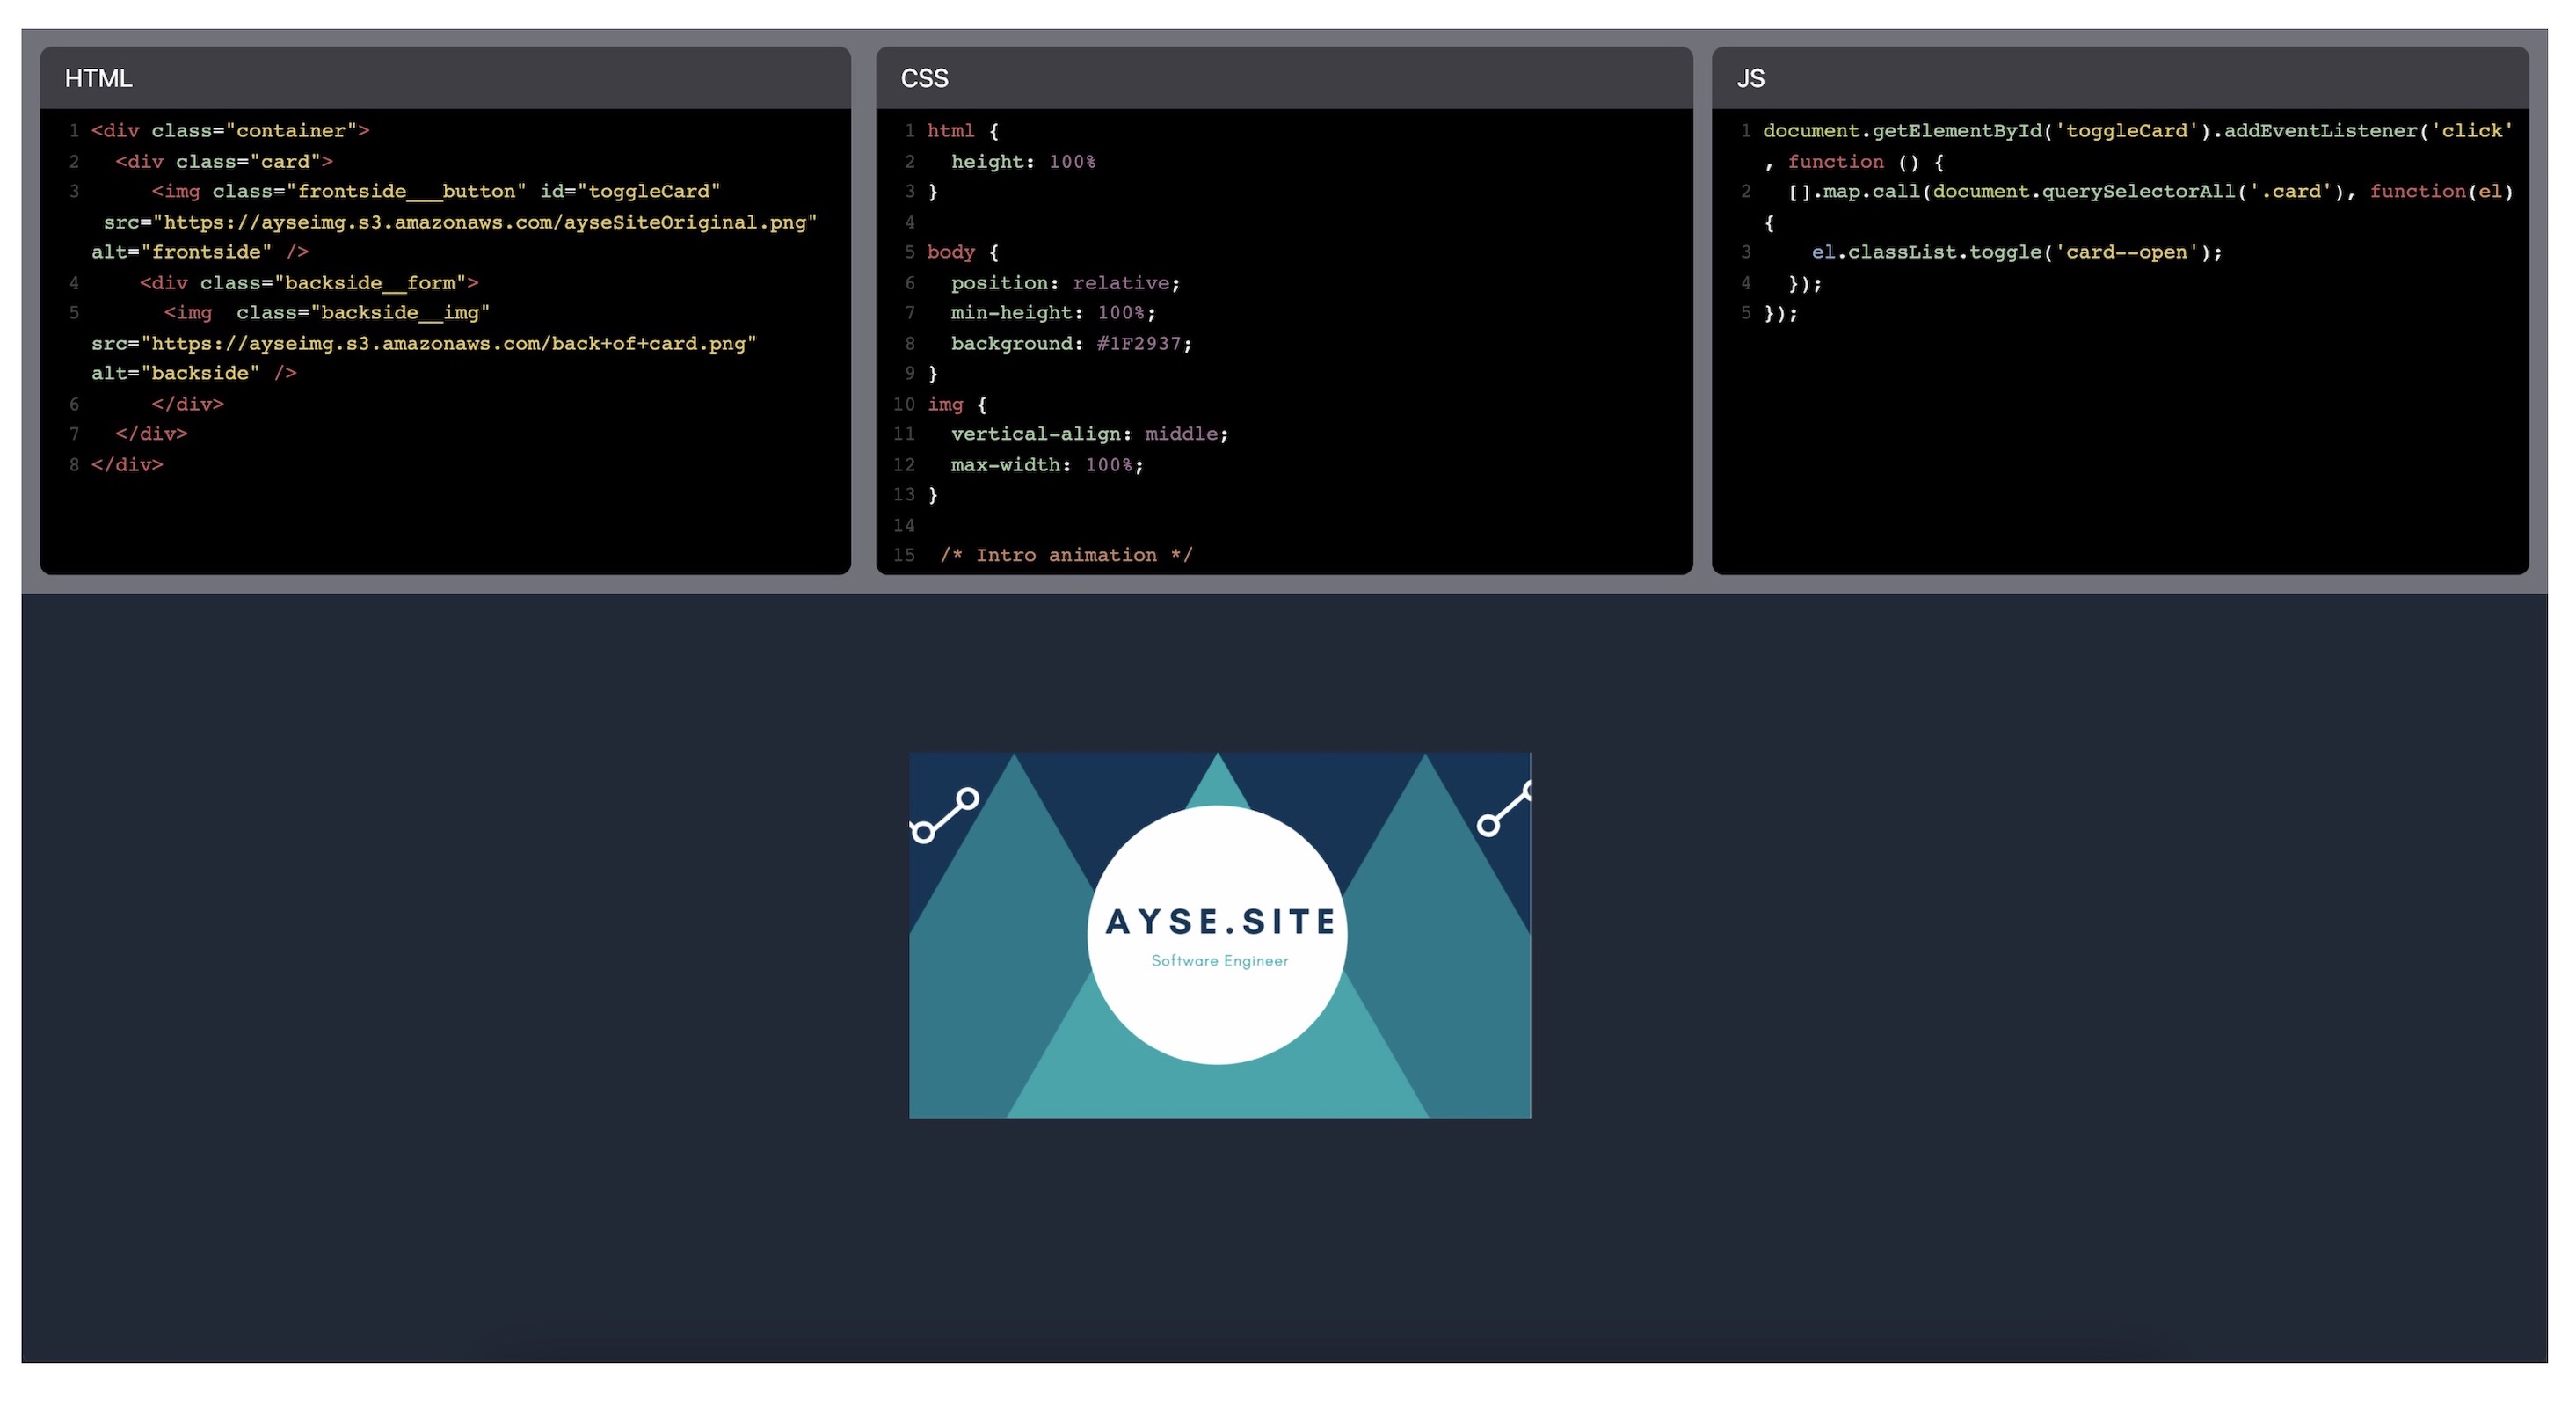 HTML
1 <div class="container">
2 <div class="card">
3 <img class="frontside___button" id="toggleCard"
src="https://ayseimg.s3.amazonaws.com/ayseSiteOriginal.png"
alt="frontside" />
4 <div class="backside__form">
5 <img class="backside__img"
src="https://ayseimg.s3.amazonaws.com/back+of+card.png"
alt="backside" />
6 </div>
7 </div>
8 </div>
CSS
1 html {
2 height: 100%
3 }
4
5 body {
6 position: relative;
7 min-height: 100%;
8 background: #1F2937;
9 }
10 img {
11 vertical-align: middle;
12 max-width: 100%;
13 }
14
15 /* Intro animation */
JS
1 document.getElementById('toggleCard').addEventListener('click'
, function () {
2 [].map.call(document.querySelectorAll('.card'), function(el)
{
3 el.classList.toggle('card--open');
4 });
5 });
AYSE.SITE
Software Engineer